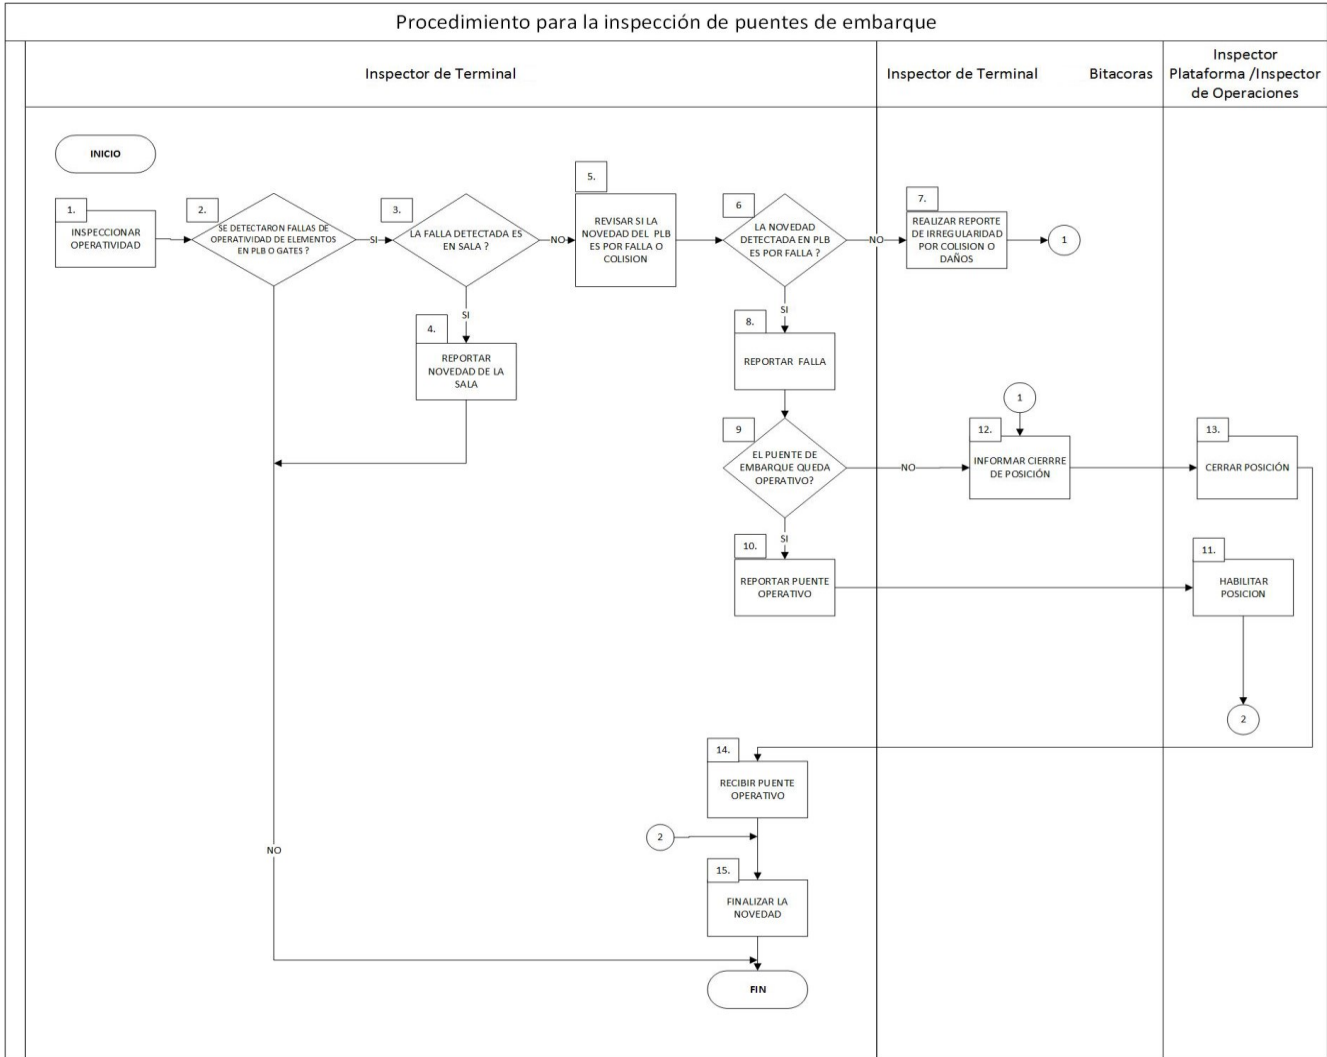 Procedimiento para la inspección de puentes de embarque
Inspector de Terminal
Inspector de Terminal
Bitacoras
Inspector
Plataforma /Inspector
de Operaciones
INICIO
1.
INSPECCIONAR
OPERATIVIDAD
2.
SE DETECTARON FALLAS DE
OPERATIVIDAD DE ELEMENTOS
EN PLB O GATES ?
SI
3.
LA FALLA DETECTADA ES
EN SALA ?
NO
SI
4.
REPORTAR
NOVEDAD DE LA
SALA
5.
REVISAR SI LA
NOVEDAD DEL PLB
ES POR FALLA O
COLISION
6
LA NOVEDAD
DETECTADA EN PLB
ES POR FALLA ?
NO
7.
REALIZAR REPORTE
DE IRREGULARIDAD
POR COLISION O
DAÑOS
1
SI
8.
REPORTAR FALLA
9
EL PUENTE DE
EMBARQUE QUEDA
OPERATIVO?
NO
1
12.
INFORMAR CIERRRE
DE POSICIÓN
13.
CERRAR POSICIÓN
SI
10.
REPORTAR PUENTE
OPERATIVO
11.
HABILITAR
POSICION
2
14.
RECIBIR PUENTE
OPERATIVO
2
NO
15.
FINALIZAR LA
NOVEDAD
FIN